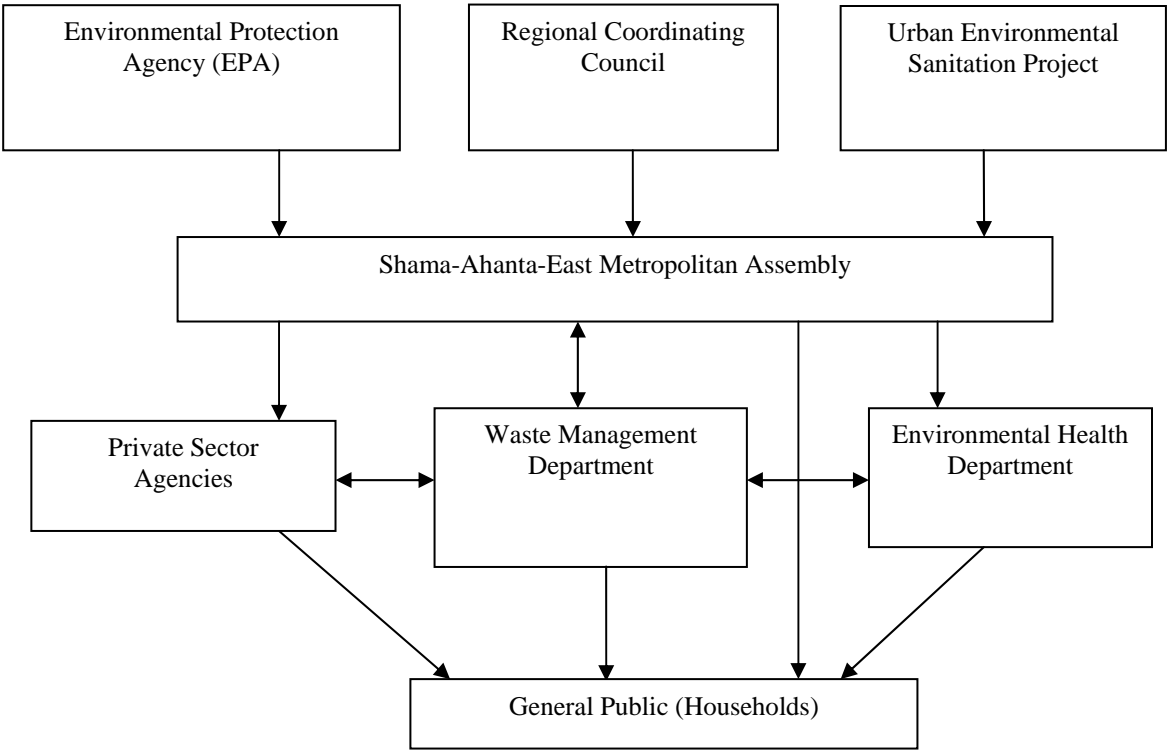 Environmental Protection
Agency (EPA)
Regional Coordinating
Council
Urban Environmental
Sanitation Project
Shama-Ahanta-East Metropolitan Assembly
Private Sector
Agencies
Waste Management
Department
Environmental Health
Department
General Public (Households)